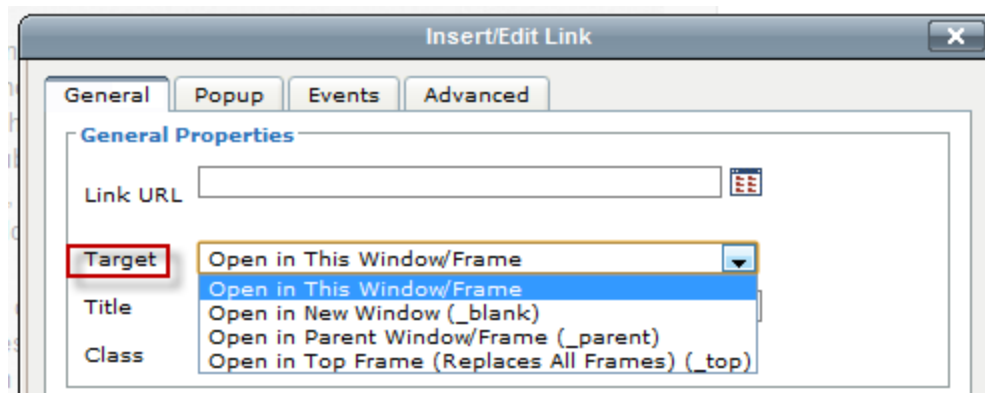 Insert/Edit Link
General Popup Events Advanced
General Properties
Link URL
Target Open in This Window/Frame
Open in This Window/Frame
Title
Open in New Window (_blank)
Open in Parent Window/Frame (_parent)
Class
Open in Top Frame (Replaces All Frames) (_top)